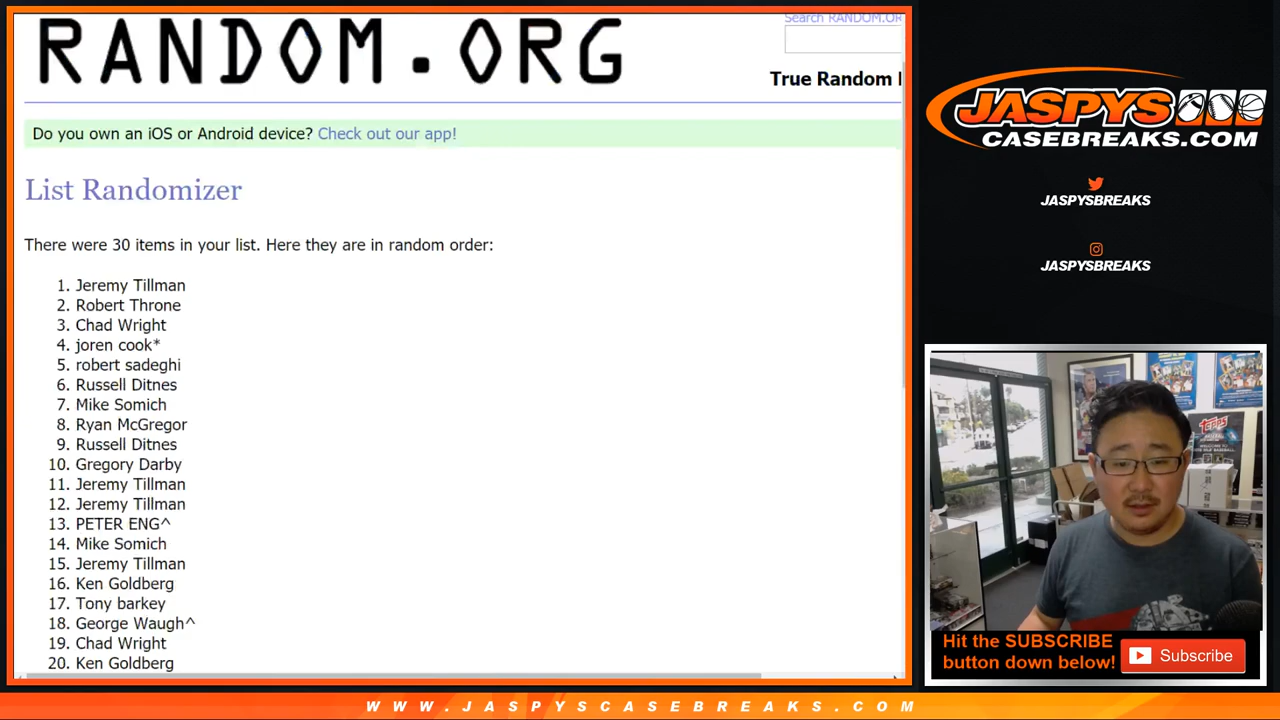 RANDOM.ORG
Search RANDOM.OR
True Random
Do you own an iOS or Android device? Check out our app!
List Randomizer
There were 30 items in your list. Here they are in random order:
1. Jeremy Tillman
2. Robert Throne
3. Chad Wright
4. joren cook*
5. robert sadeghi
6. Russell Ditnes
7. Mike Somich
8. Ryan McGregor
9. Russell Ditnes
10. Gregory Darby
11. Jeremy Tillman
12. Jeremy Tillman
13. PETER ENG^
14. Mike Somich
15. Jeremy Tillman
16. Ken Goldberg
17. Tony barkey
18. George Waugh^
19. Chad Wright
20. Ken Goldberg
JASPYS
CASEBREAKS.COM
JASPYSBREAKS
JASPYSBREAKS
TOPPS
Hit the SUBSCRIBE
button down below!
Subscribe
WWW.JASPYSCASEBREAKS.COM